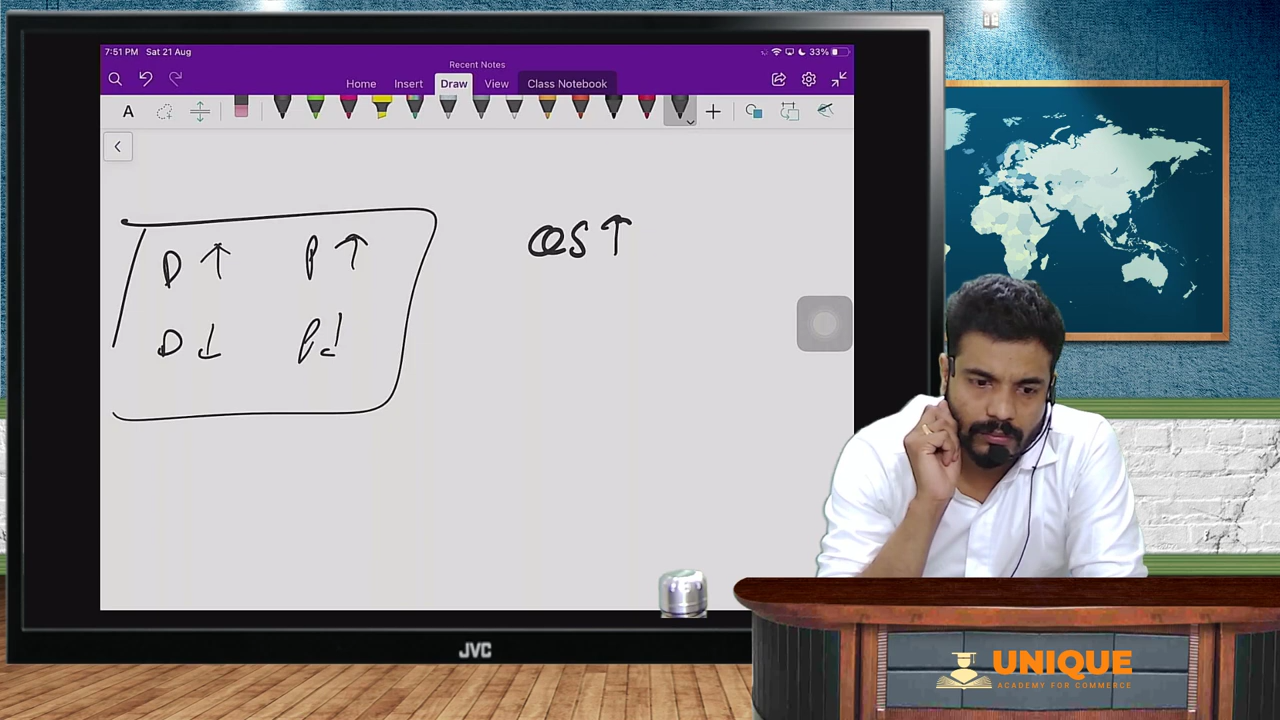 7:51 PM Sat 21 Aug
33%
Recent Notes
Home Insert Draw View Class Notebook
A
D ↑ P ↑
QS ↑
D ↓ P ↓
JVC
UNIQUE
ACADEMY FOR COMMERCE